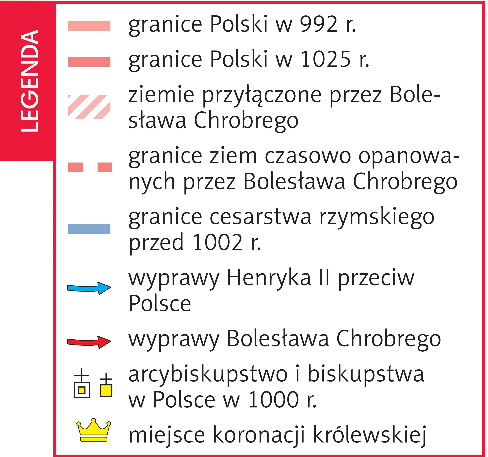 LEGENDA
granice Polski w 992 r.
granice Polski w 1025 r.
ziemie przyłączone przez Bole-
sława Chrobrego
granice ziem czasowo opanowa-
nych przez Bolesława Chrobrego
granice cesarstwa rzymskiego
przed 1002 r.
wyprawy Henryka II przeciw
Polsce
wyprawy Bolesława Chrobrego
arcybiskupstwo i biskupstwa
w Polsce w 1000 r.
miejsce koronacji królewskiej